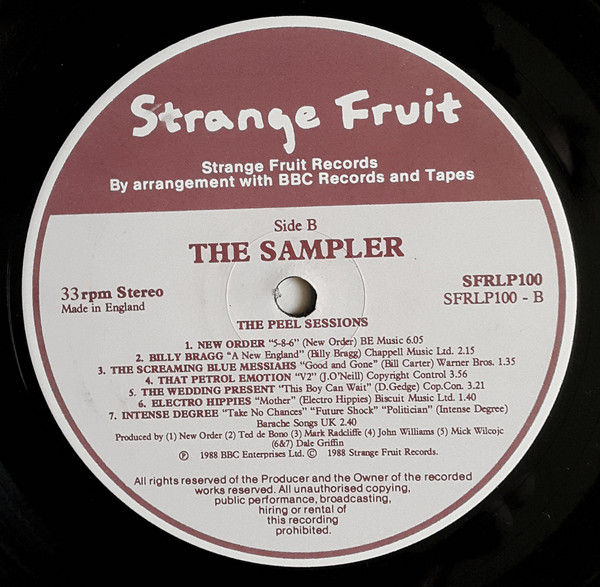 Strange Fruit
Strange Fruit Records
By arrangement with BBC Records and Tapes
Side B
THE SAMPLER
33rpm Stereo
Made in England
SFRLP100
SFRLP100 - B
THE PEEL SESSIONS
1. NEW ORDER "5-8-6" (New Order) BE Music 6.05
2. BILLY BRAGG "A New England" (Billy Bragg) Chappell Music Ltd. 2.15
3. THE SCREAMING BLUE MESSIAHS "Good and Gone" (Bill Carter) Warner Bros. 1.35
4. THAT PETROL EMOTION "V2" (J.O'Neill) Copyright Control 3.56
5. THE WEDDING PRESENT "This Boy Can Wait" (D.Gedge) Cop.Con. 3.21
6. ELECTRO HIPPIES "Mother" (Electro Hippies) Biscuit Music Ltd. 1.40
7. INTENSE DEGREE "Take No Chances" "Future Shock" "Politician" (Intense Degree)
Barache Songs UK 2.40
Produced by (1) New Order (2) Ted de Bono (3) Mark Radcliffe (4) John Williams (5) Mick Wilcojc
(6&7) Dale Griffin
℗ 1988 BBC Enterprises Ltd. © 1988 Strange Fruit Records.
All rights reserved of the Producer and the Owner of the recorded
works reserved. All unauthorised copying,
public performance, broadcasting,
hiring or rental of
this recording
prohibited.